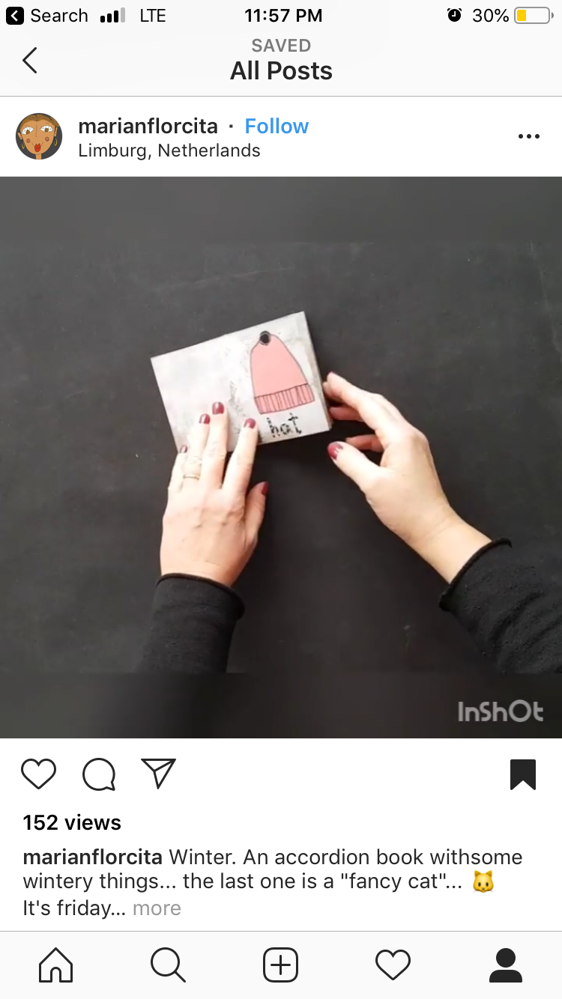 Search LTE 11:57 PM 30%
SAVED
All Posts
marianflorcita · Follow
Limburg, Netherlands
hat
InShOt
152 views
marianflorcita Winter. An accordion book withsome
wintery things... the last one is a "fancy cat"... 🐱
It's friday... more